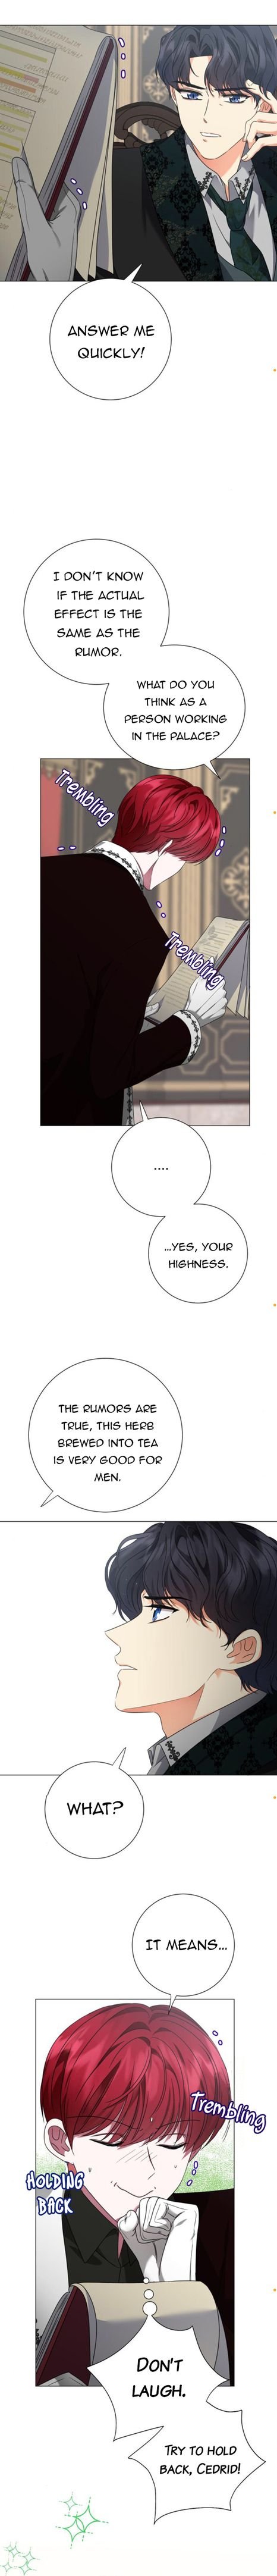 ANSWER ME
QUICKLY!
I DON'T KNOW
IF THE ACTUAL
EFFECT IS THE
SAME AS THE
RUMOR.
WHAT DO YOU
THINK AS A
PERSON WORKING
IN THE PALACE?
Trembling
Trembling
....
...YES, YOUR
HIGHNESS.
THE RUMORS ARE
TRUE, THIS HERB
BREWED INTO TEA
IS VERY GOOD FOR
MEN.
WHAT?
IT MEANS...
Trembling
HOLDING
BACK
DON'T
LAUGH.
TRY TO HOLD
BACK, CEDRID!